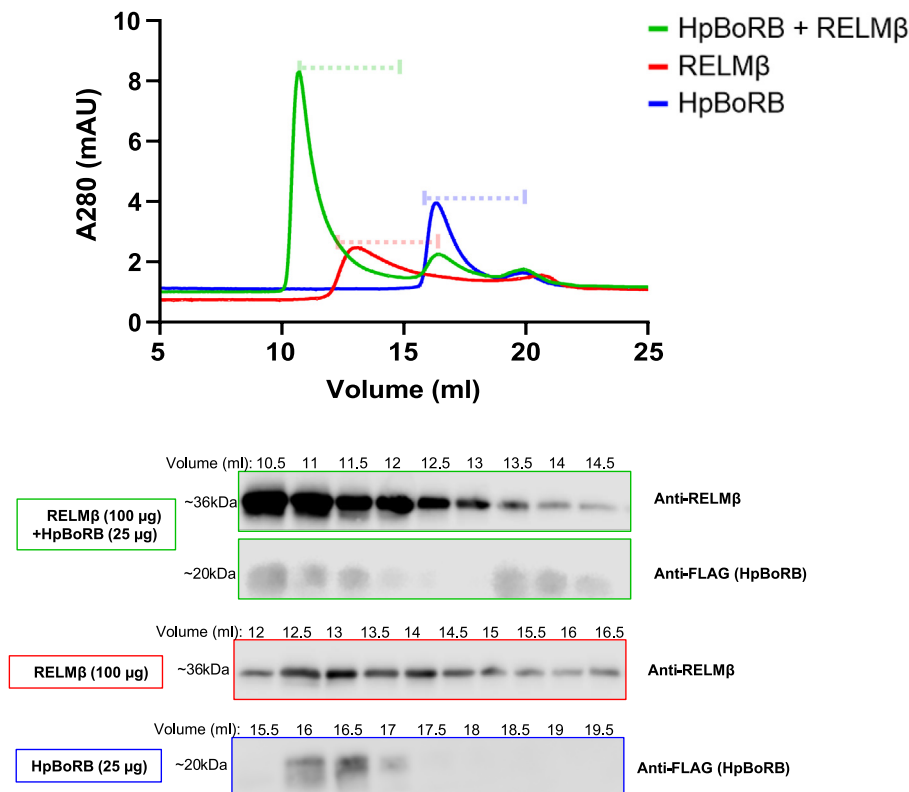 10
8
6
4
2
0
A280 (mAU)
5 10 15 20 25
Volume (ml)
HpBoRB + RELMβ
RELMβ
HpBoRB
Volume (ml): 10.5 11 11.5 12 12.5 13 13.5 14 14.5
RELMβ (100 µg)
+HpBoRB (25 µg)
~36kDa
Anti-RELMβ
~20kDa
Anti-FLAG (HpBoRB)
Volume (ml): 12 12.5 13 13.5 14 14.5 15 15.5 16 16.5
RELMβ (100 µg)
~36kDa
Anti-RELMβ
Volume (ml): 15.5 16 16.5 17 17.5 18 18.5 19 19.5
HpBoRB (25 µg)
~20kDa
Anti-FLAG (HpBoRB)